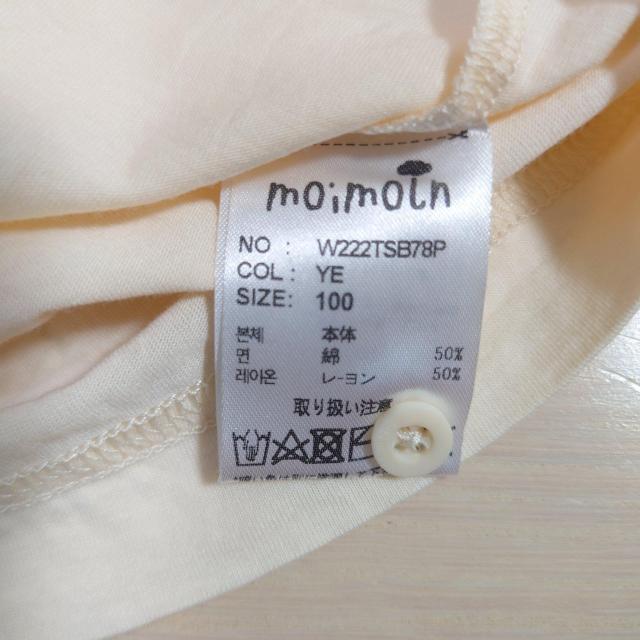 moimoln
NO : W222TSB78P
COL : YE
SIZE: 100
본체 本体
면 綿 50%
레이온 レーヨン 50%
取り扱い注意